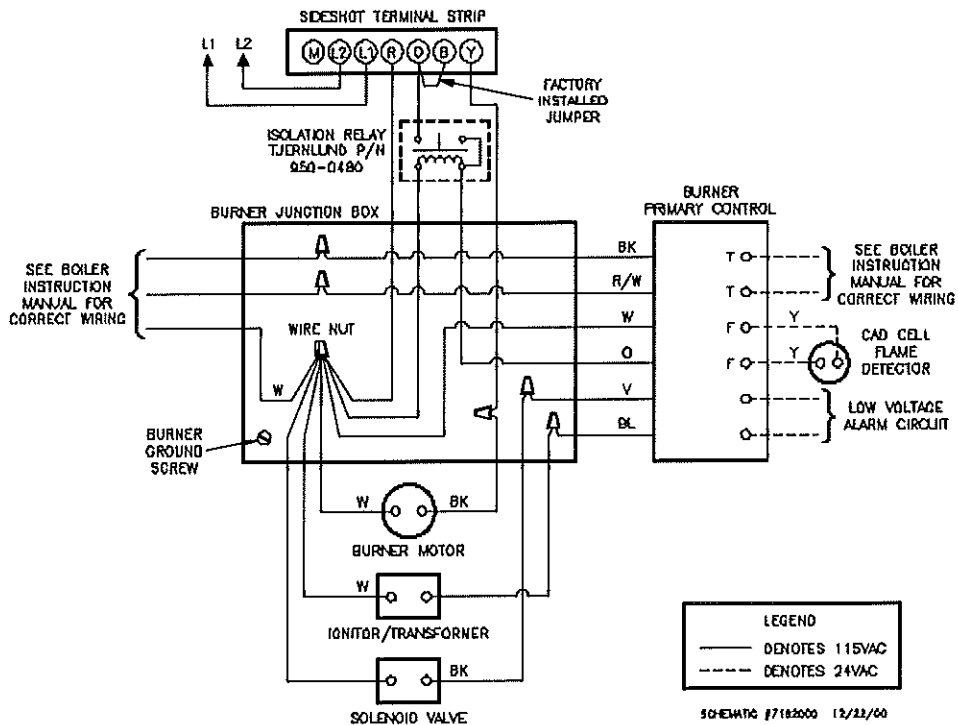 SIDESHOT TERMINAL STRIP
L1 L2
M L2 L1 R O B Y
FACTORY
INSTALLED
JUMPER
ISOLATION RELAY
TJERNLUND P/N
950-0480
BURNER JUNCTION BOX
BURNER
PRIMARY CONTROL
SEE BOILER
INSTRUCTION
MANUAL FOR
CORRECT WIRING
BK
R/W
W
O
V
BL
T
T
F
F
SEE BOILER
INSTRUCTION
MANUAL FOR
CORRECT WIRING
Y
Y
CAD CELL
FLAME
DETECTOR
LOW VOLTAGE
ALARM CIRCUIT
WIRE NUT
W
BURNER
GROUND
SCREW
W
BK
BURNER MOTOR
W
IGNITOR/TRANSFORMER
BK
SOLENOID VALVE
LEGEND
DENOTES 115VAC
DENOTES 24VAC
SCHEMATIC #7182000 12/22/00